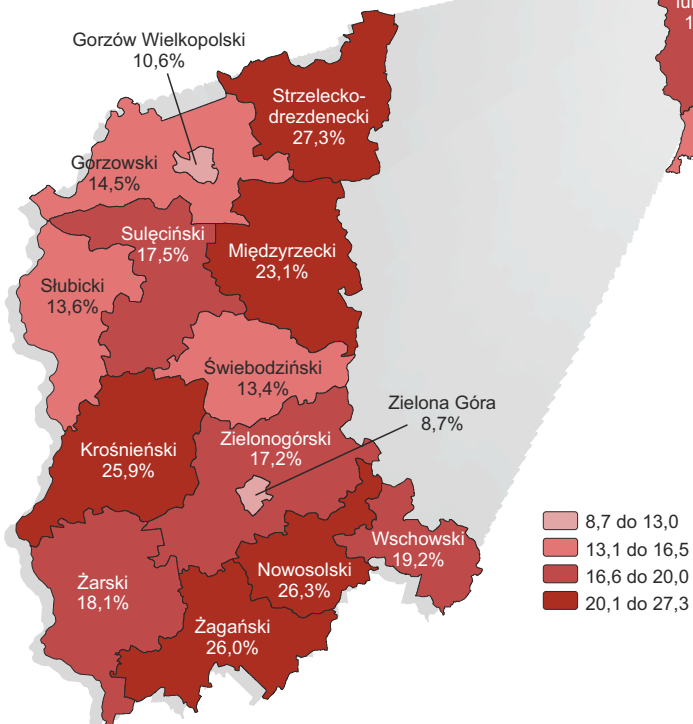 Gorzów Wielkopolski
10,6%
Strzelecko-
drezdenecki
27,3%
Gorzowski
14,5%
Sulęciński
17,5%
Międzyrzecki
23,1%
Słubicki
13,6%
Świebodziński
13,4%
Zielona Góra
8,7%
Krośnieński
25,9%
Zielonogórski
17,2%
Wschowski
19,2%
Nowosolski
26,3%
Żarski
18,1%
Żagański
26,0%
8,7 do 13,0
13,1 do 16,5
16,6 do 20,0
20,1 do 27,3